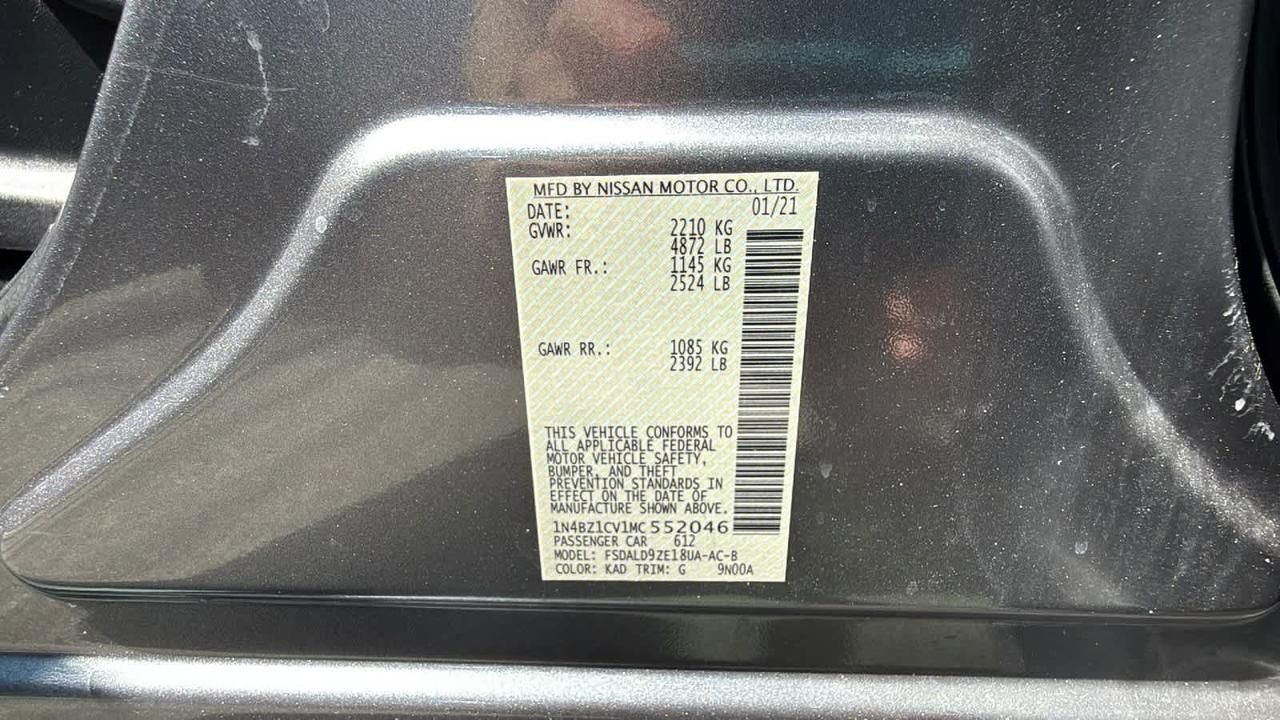 MFD BY NISSAN MOTOR CO., LTD.
DATE: 01/21
GVWR: 2210 KG
4872 LB
GAWR FR.: 1145 KG
2524 LB
GAWR RR.: 1085 KG
2392 LB
THIS VEHICLE CONFORMS TO
ALL APPLICABLE FEDERAL
MOTOR VEHICLE SAFETY,
BUMPER, AND THEFT
PREVENTION STANDARDS IN
EFFECT ON THE DATE OF
MANUFACTURE SHOWN ABOVE.
1N4BZ1CV1MC552046
PASSENGER CAR 612
MODEL: FSDALD9ZE18UA-AC-B
COLOR: KAD TRIM: G 9N00A